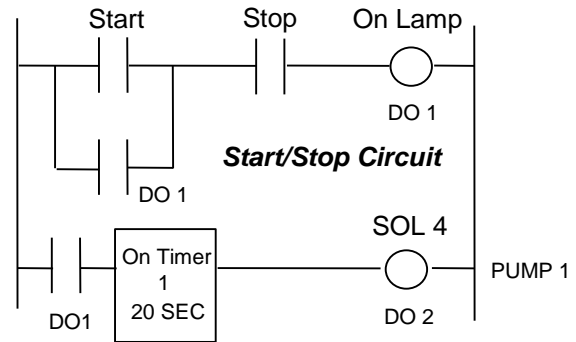 Start Stop On Lamp
DO 1
Start/Stop Circuit
DO 1
SOL 4
On Timer
1
20 SEC
PUMP 1
DO1
DO 2